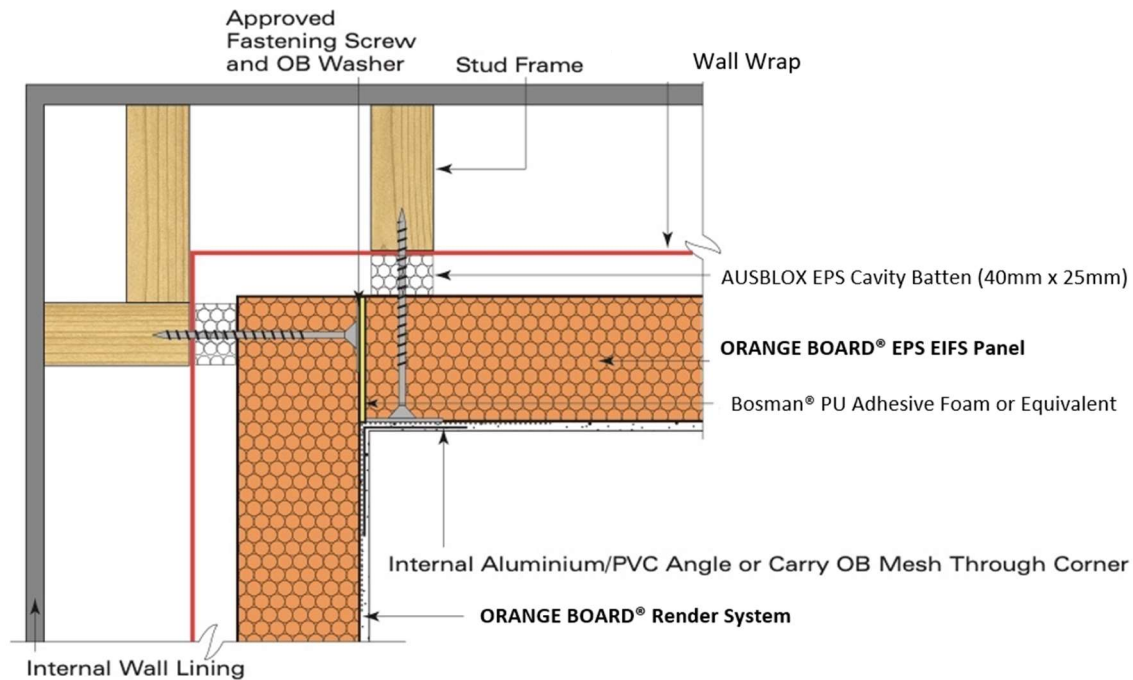 Approved
Fastening Screw
and OB Washer
Stud Frame
Wall Wrap
AUSBLOX EPS Cavity Batten (40mm x 25mm)
ORANGE BOARD® EPS EIFS Panel
Bosman® PU Adhesive Foam or Equivalent
Internal Aluminium/PVC Angle or Carry OB Mesh Through Corner
ORANGE BOARD® Render System
Internal Wall Lining